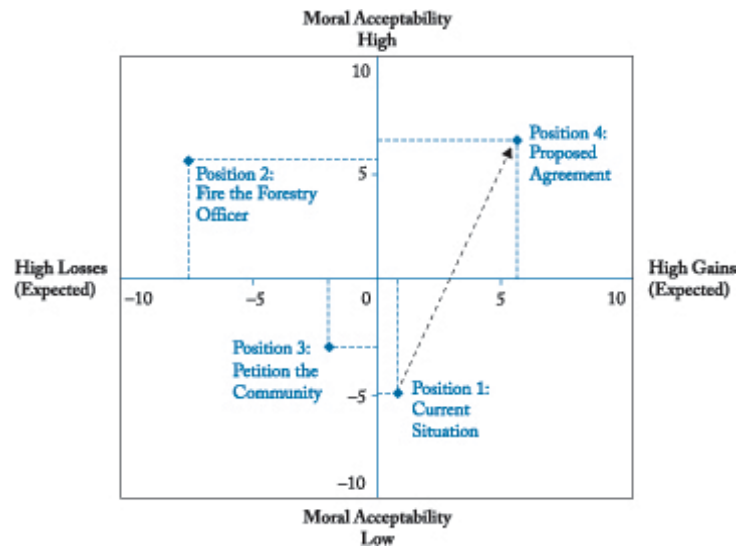 Moral Acceptability
High
10
Position 4:
Proposed
Agreement
5
Position 2:
Fire the Forestry
Officer
High Losses
(Expected)
–10
–5
0
5
10
High Gains
(Expected)
Position 3:
Petition the
Community
–5
Position 1:
Current
Situation
–10
Moral Acceptability
Low